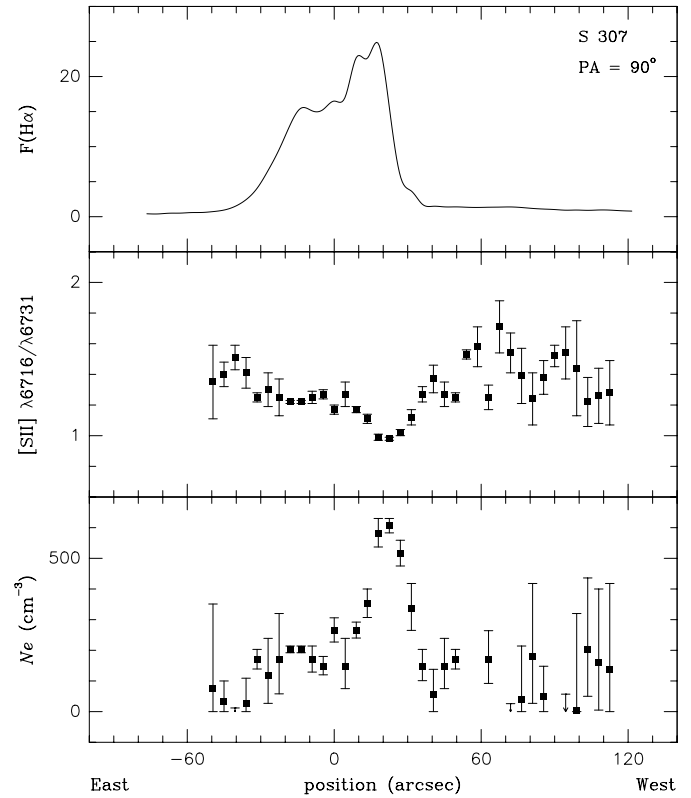 S 307
PA = 90°
20
0
F(Hα)
2
1
[SII] λ6716/λ6731
500
0
Ne (cm⁻³)
−60 0 60 120
East position (arcsec) West